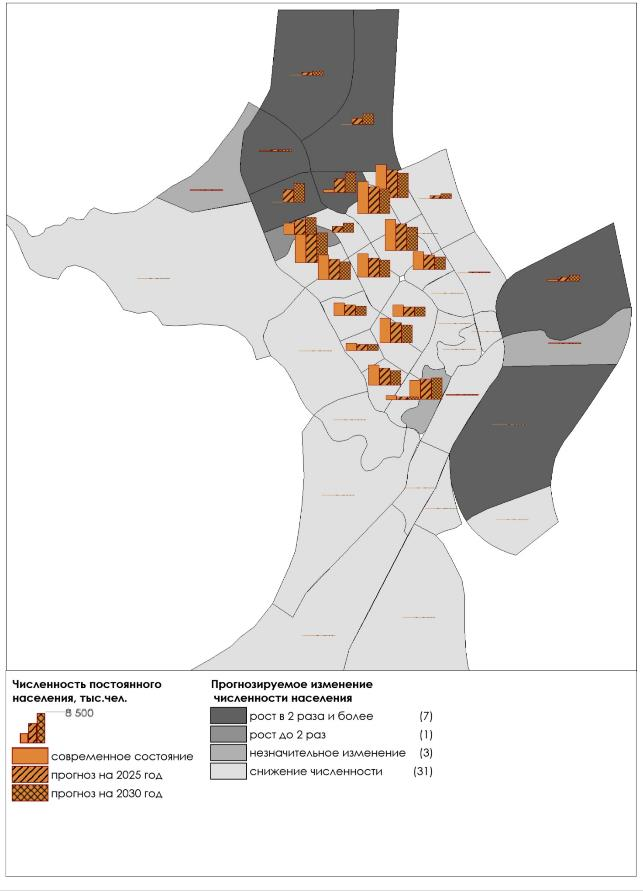 Численность постоянного
населения, тыс.чел.
8 500
современное состояние
прогноз на 2025 год
прогноз на 2030 год
Прогнозируемое изменение
численности населения
рост в 2 раза и более (7)
рост до 2 раз (1)
незначительное изменение (3)
снижение численности (31)